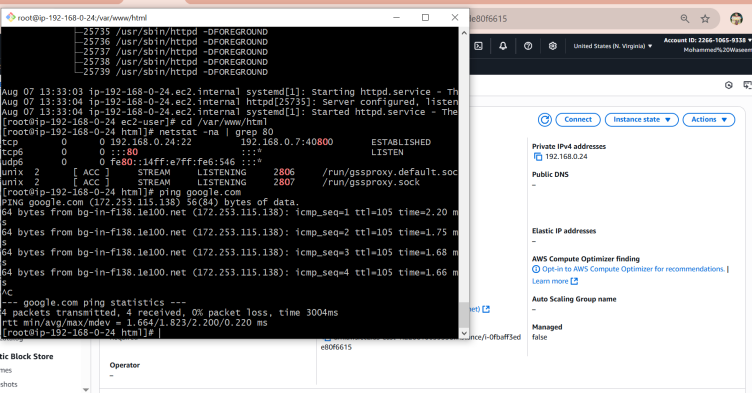 root@ip-192-168-0-24:/var/www/html
e80f6615
├─25735 /usr/sbin/httpd -DFOREGROUND
├─25736 /usr/sbin/httpd -DFOREGROUND
├─25737 /usr/sbin/httpd -DFOREGROUND
├─25738 /usr/sbin/httpd -DFOREGROUND
└─25739 /usr/sbin/httpd -DFOREGROUND
Aug 07 13:33:03 ip-192-168-0-24.ec2.internal systemd[1]: Starting httpd.service - Th
Aug 07 13:33:04 ip-192-168-0-24.ec2.internal httpd[25735]: Server configured, listen
Aug 07 13:33:04 ip-192-168-0-24.ec2.internal systemd[1]: Started httpd.service - The
[root@ip-192-168-0-24 ec2-user]# cd /var/www/html
[root@ip-192-168-0-24 html]# netstat -na | grep 80
tcp 0 0 192.168.0.24:22 192.168.0.7:40800 ESTABLISHED
tcp6 0 0 :::80 :::* LISTEN
udp6 0 0 fe80::14ff:e7ff:fe6:546 :::*
unix 2 [ ACC ] STREAM LISTENING 2806 /run/gssproxy.default.soc
unix 2 [ ACC ] STREAM LISTENING 2807 /run/gssproxy.sock
[root@ip-192-168-0-24 html]# ping google.com
PING google.com (172.253.115.138) 56(84) bytes of data.
64 bytes from bg-in-f138.1e100.net (172.253.115.138): icmp_seq=1 ttl=105 time=2.20 m
s
64 bytes from bg-in-f138.1e100.net (172.253.115.138): icmp_seq=2 ttl=105 time=1.75 m
s
64 bytes from bg-in-f138.1e100.net (172.253.115.138): icmp_seq=3 ttl=105 time=1.68 m
s
64 bytes from bg-in-f138.1e100.net (172.253.115.138): icmp_seq=4 ttl=105 time=1.66 m
s
^C
--- google.com ping statistics ---
4 packets transmitted, 4 received, 0% packet loss, time 3004ms
rtt min/avg/max/mdev = 1.664/1.823/2.200/0.220 ms
[root@ip-192-168-0-24 html]#
United States (N. Virginia) ▼
Account ID: 2266-1065-9338 ▼
Mohammed%20Waseem
Connect
Instance state ▼
Actions ▼
Private IPv4 addresses
192.168.0.24
Public DNS
–
Elastic IP addresses
–
AWS Compute Optimizer finding
Opt-in to AWS Compute Optimizer for recommendations. |
Learn more
Auto Scaling Group name
–
Managed
false
tic Block Store
mes
shots
Operator
–
e80f6615